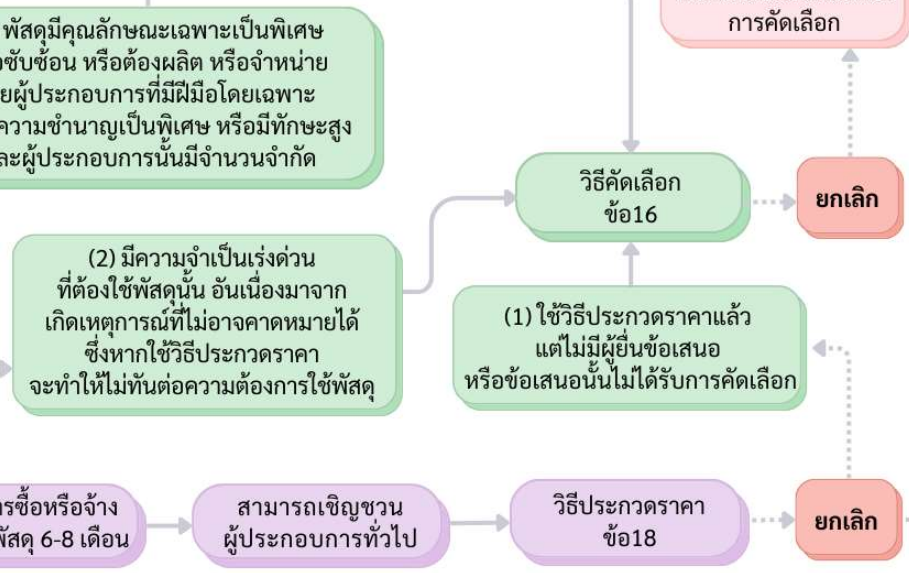 การคัดเลือก
พัสดุมีคุณลักษณะเฉพาะเป็นพิเศษ
ซับซ้อน หรือต้องผลิต หรือจำหน่าย
ยผู้ประกอบการที่มีฝีมือโดยเฉพาะ
ความชำนาญเป็นพิเศษ หรือมีทักษะสูง
ละผู้ประกอบการนั้นมีจำนวนจำกัด
วิธีคัดเลือก
ข้อ16
ยกเลิก
(2) มีความจำเป็นเร่งด่วน
ที่ต้องใช้พัสดุนั้น อันเนื่องมาจาก
เกิดเหตุการณ์ที่ไม่อาจคาดหมายได้
ซึ่งหากใช้วิธีประกวดราคา
จะทำให้ไม่ทันต่อความต้องการใช้พัสดุ
(1) ใช้วิธีประกวดราคาแล้ว
แต่ไม่มีผู้ยื่นข้อเสนอ
หรือข้อเสนอนั้นไม่ได้รับการคัดเลือก
รซื้อหรือจ้าง
พัสดุ 6-8 เดือน
สามารถเชิญชวน
ผู้ประกอบการทั่วไป
วิธีประกวดราคา
ข้อ18
ยกเลิก